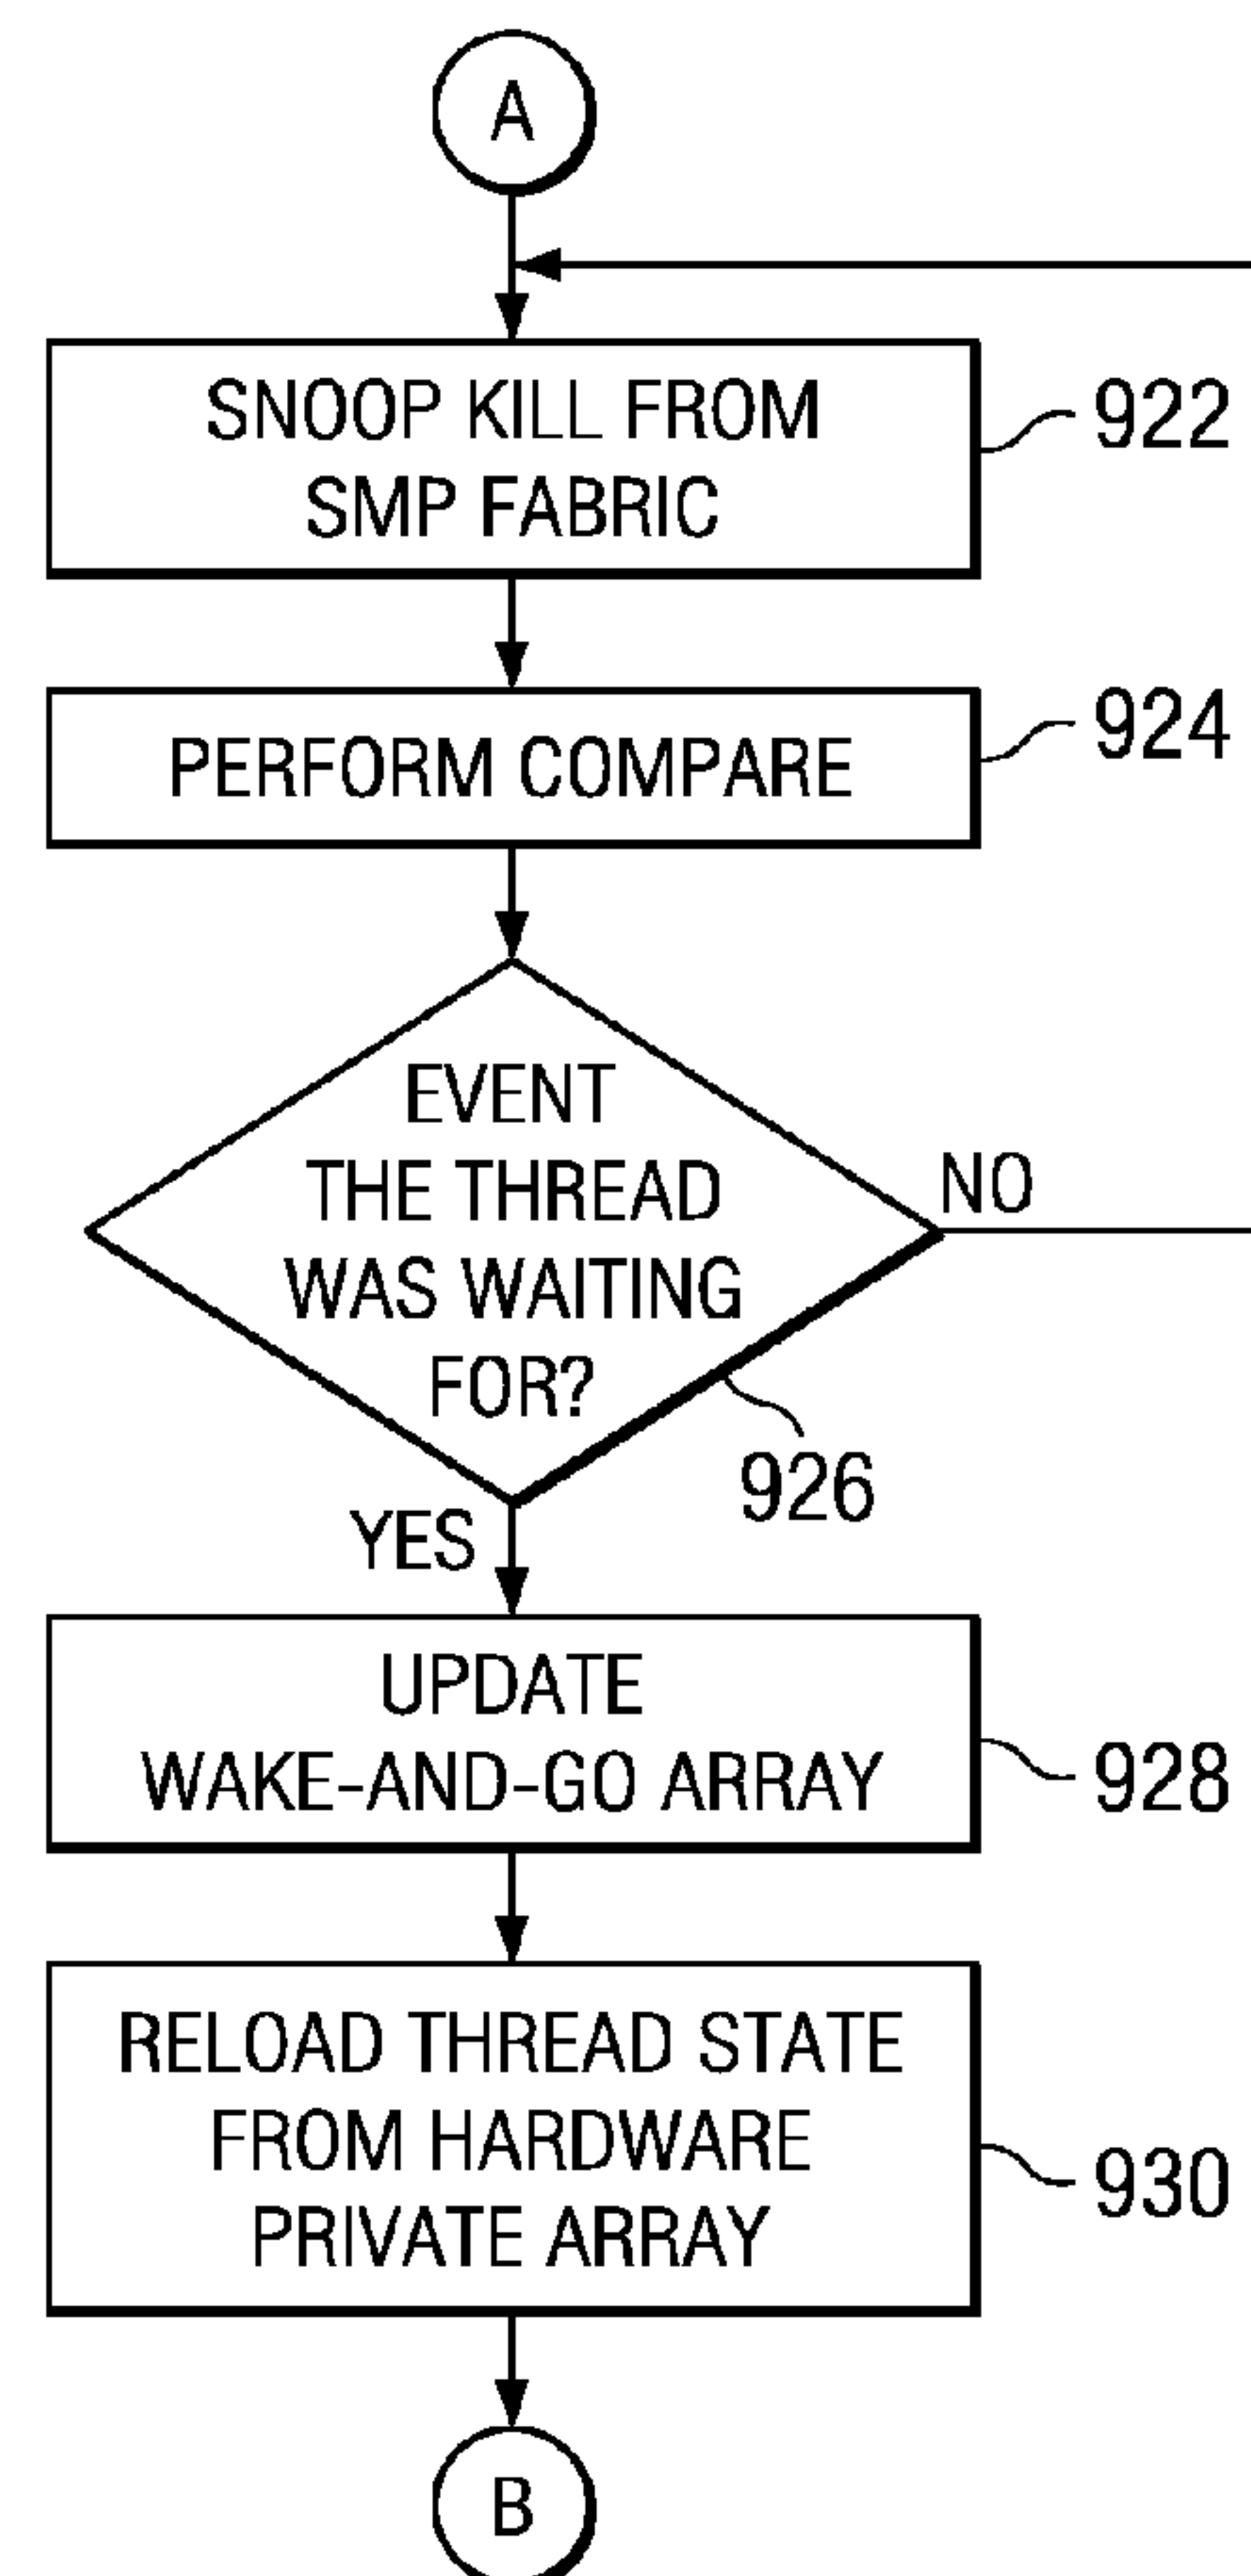 A
SNOOP KILL FROM
SMP FABRIC
922
PERFORM COMPARE
924
EVENT
THE THREAD
WAS WAITING
FOR?
NO
926
YES
UPDATE
WAKE-AND-GO ARRAY
928
RELOAD THREAD STATE
FROM HARDWARE
PRIVATE ARRAY
930
B